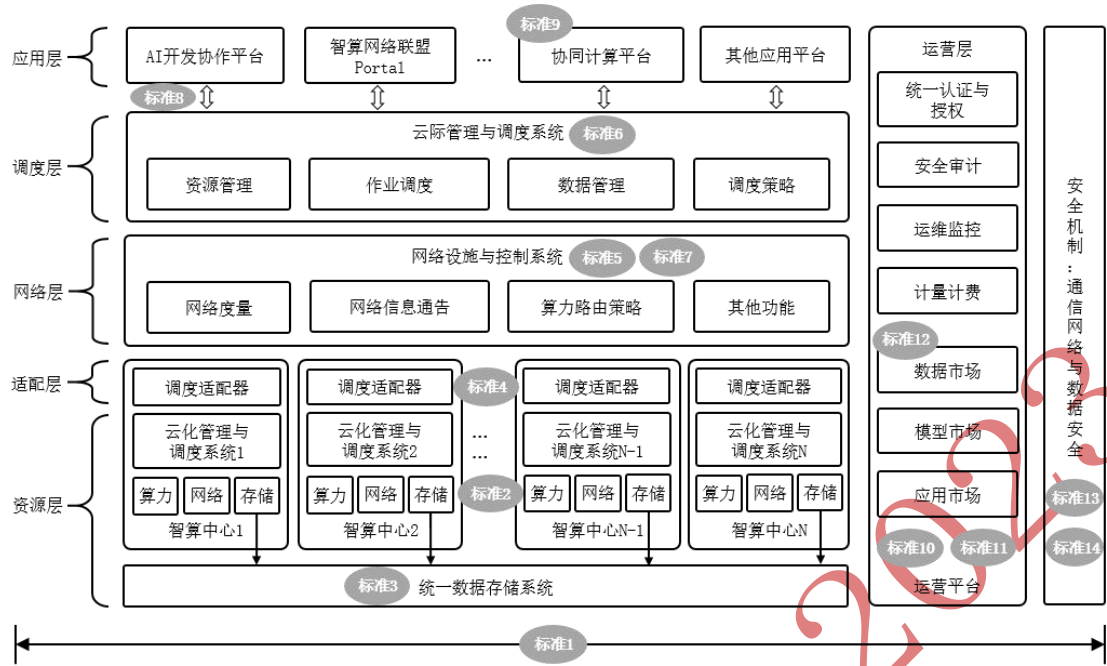 应用层
AI开发协作平台
智算网络联盟
Portal
...
标准9
协同计算平台
其他应用平台
标准8
调度层
云际管理与调度系统
标准6
资源管理
作业调度
数据管理
调度策略
网络层
网络设施与控制系统
标准5
标准7
网络度量
网络信息通告
算力路由策略
其他功能
适配层
调度适配器
调度适配器
标准4
调度适配器
调度适配器
资源层
云化管理与
调度系统1
云化管理与
调度系统2
...
...
云化管理与
调度系统N-1
云化管理与
调度系统N
算力
网络
存储
算力
网络
存储
标准2
算力
网络
存储
算力
网络
存储
智算中心1
智算中心2
智算中心N-1
智算中心N
标准3
统一数据存储系统
运营层
统一认证与
授权
安全审计
运维监控
计量计费
标准12
数据市场
模型市场
应用市场
标准10
标准11
运营平台
安全机制:通信网络与数据安全
标准13
标准14
标准1
2023